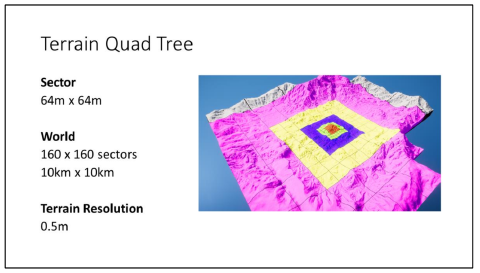 Terrain Quad Tree
Sector
64m x 64m
World
160 x 160 sectors
10km x 10km
Terrain Resolution
0.5m